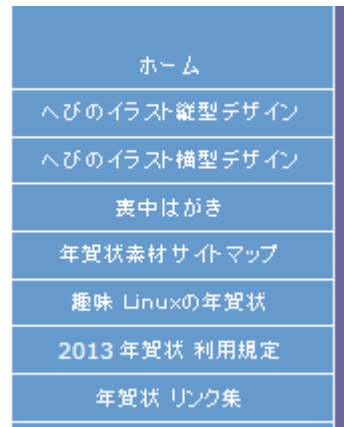 ホーム
へびのイラスト縦型デザイン
へびのイラスト横型デザイン
喪中はがき
年賀状素材サイトマップ
趣味 Linuxの年賀状
2013 年賀状 利用規定
年賀状 リンク集